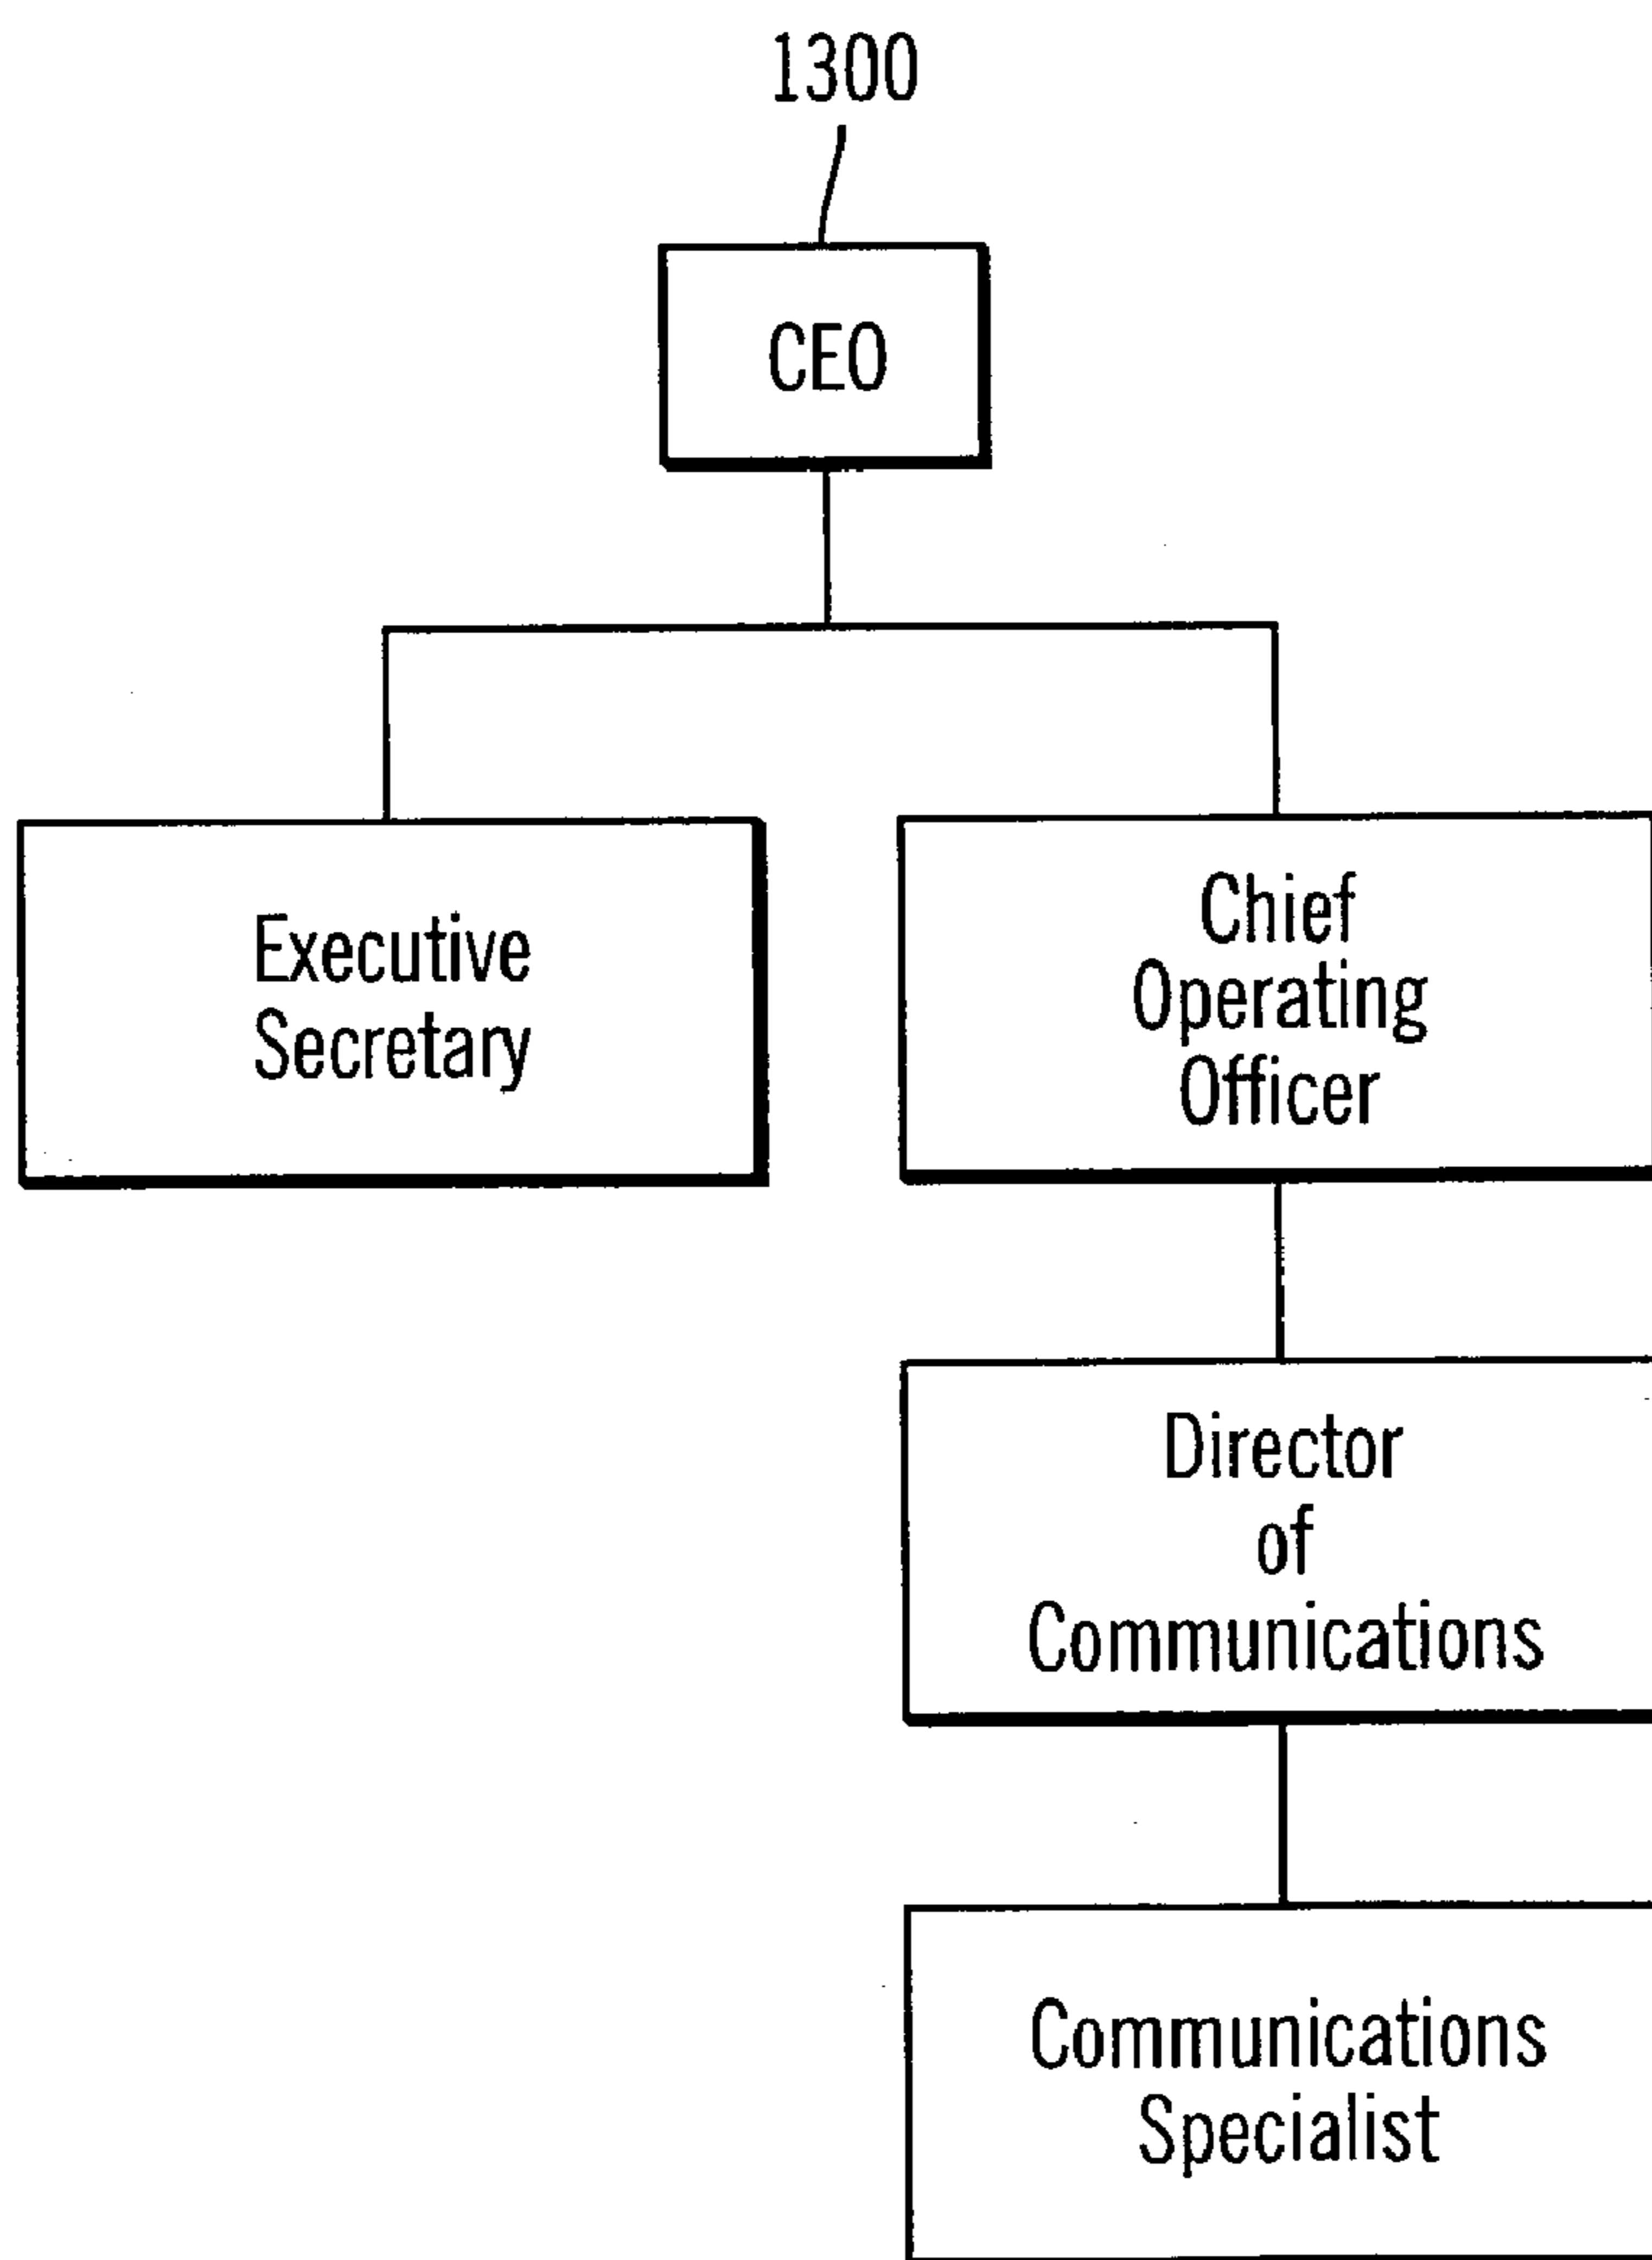 1300
CEO
Executive
Secretary
Chief
Operating
Officer
Director
of
Communications
Communications
Specialist